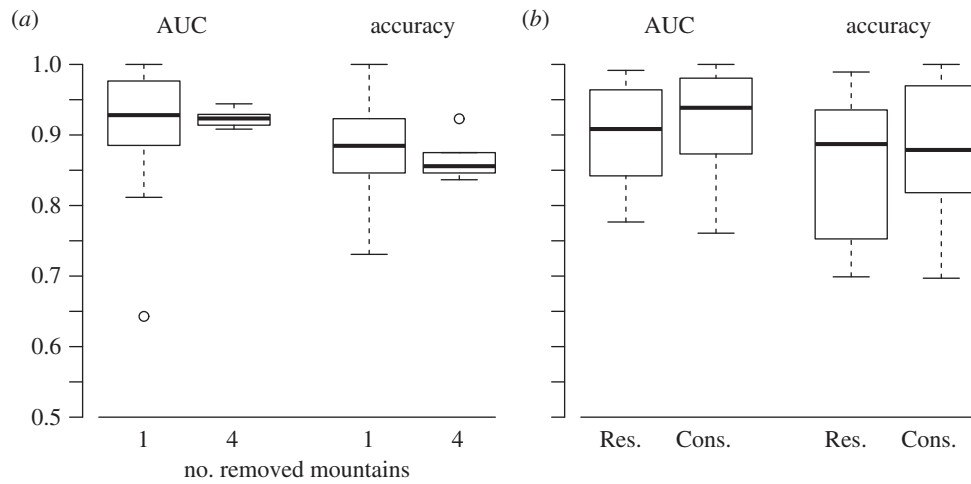 (a) AUC accuracy
(b) AUC accuracy
1.0
0.9
0.8
0.7
0.6
0.5
1 4 1 4
no. removed mountains
Res. Cons. Res. Cons.